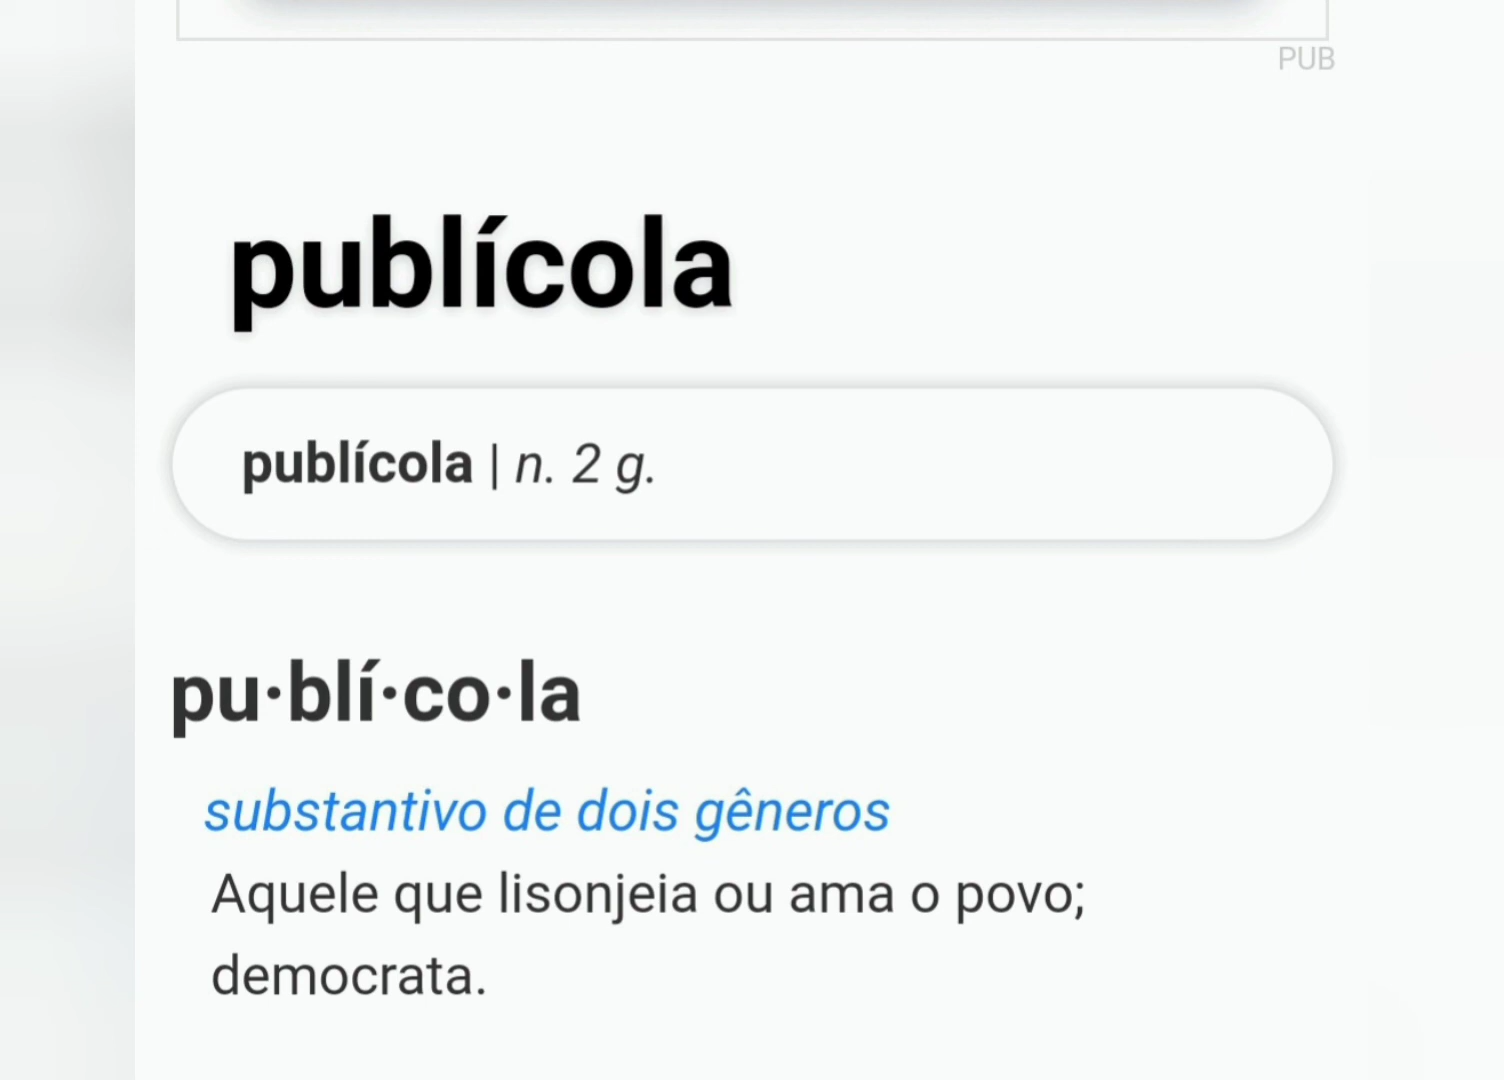 PUB
publícola
publícola | n. 2 g.
pu·blí·co·la
substantivo de dois gêneros
Aquele que lisonjeia ou ama o povo;
democrata.